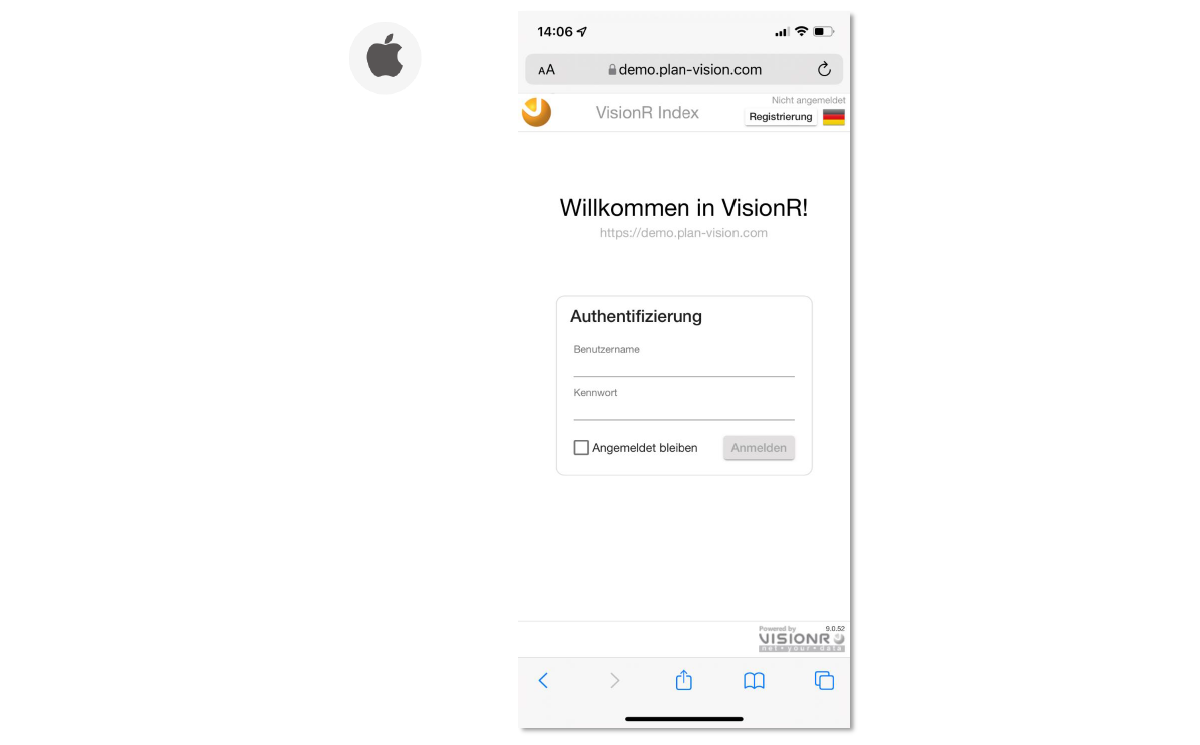 14:06
AA
demo.plan-vision.com
Nicht angemeldet
VisionR Index
Registrierung
Willkommen in VisionR!
https://demo.plan-vision.com
Authentifizierung
Benutzername
Kennwort
Angemeldet bleiben
Anmelden
Powered by
9.0.52
VISIONR
net•your•data